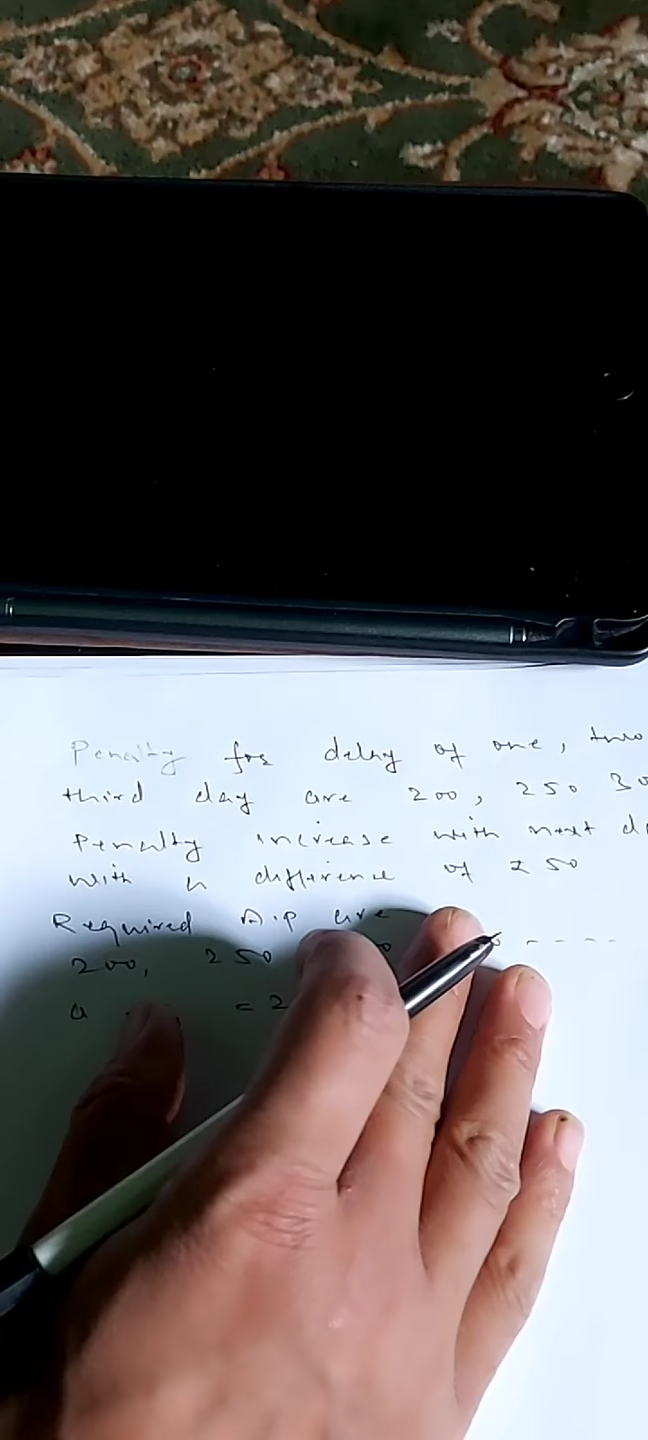 Penalty for delay of one, two
third day are 200, 250 30
Penalty increase with next d
with a difference of ₹ 50
Required A.P are
200, 250 - - - -
a = 2